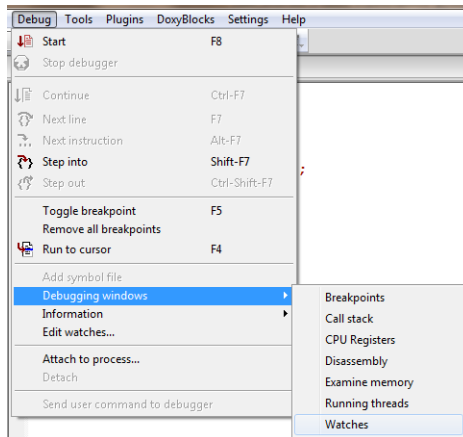 Debug Tools Plugins DoxyBlocks Settings Help
Start F8
Stop debugger
Continue Ctrl-F7
Next line F7
Next instruction Alt-F7
Step into Shift-F7
;
Step out Ctrl-Shift-F7
Toggle breakpoint F5
Remove all breakpoints
Run to cursor F4
Add symbol file
Debugging windows
Information
Edit watches...
Attach to process...
Detach
Send user command to debugger
Breakpoints
Call stack
CPU Registers
Disassembly
Examine memory
Running threads
Watches